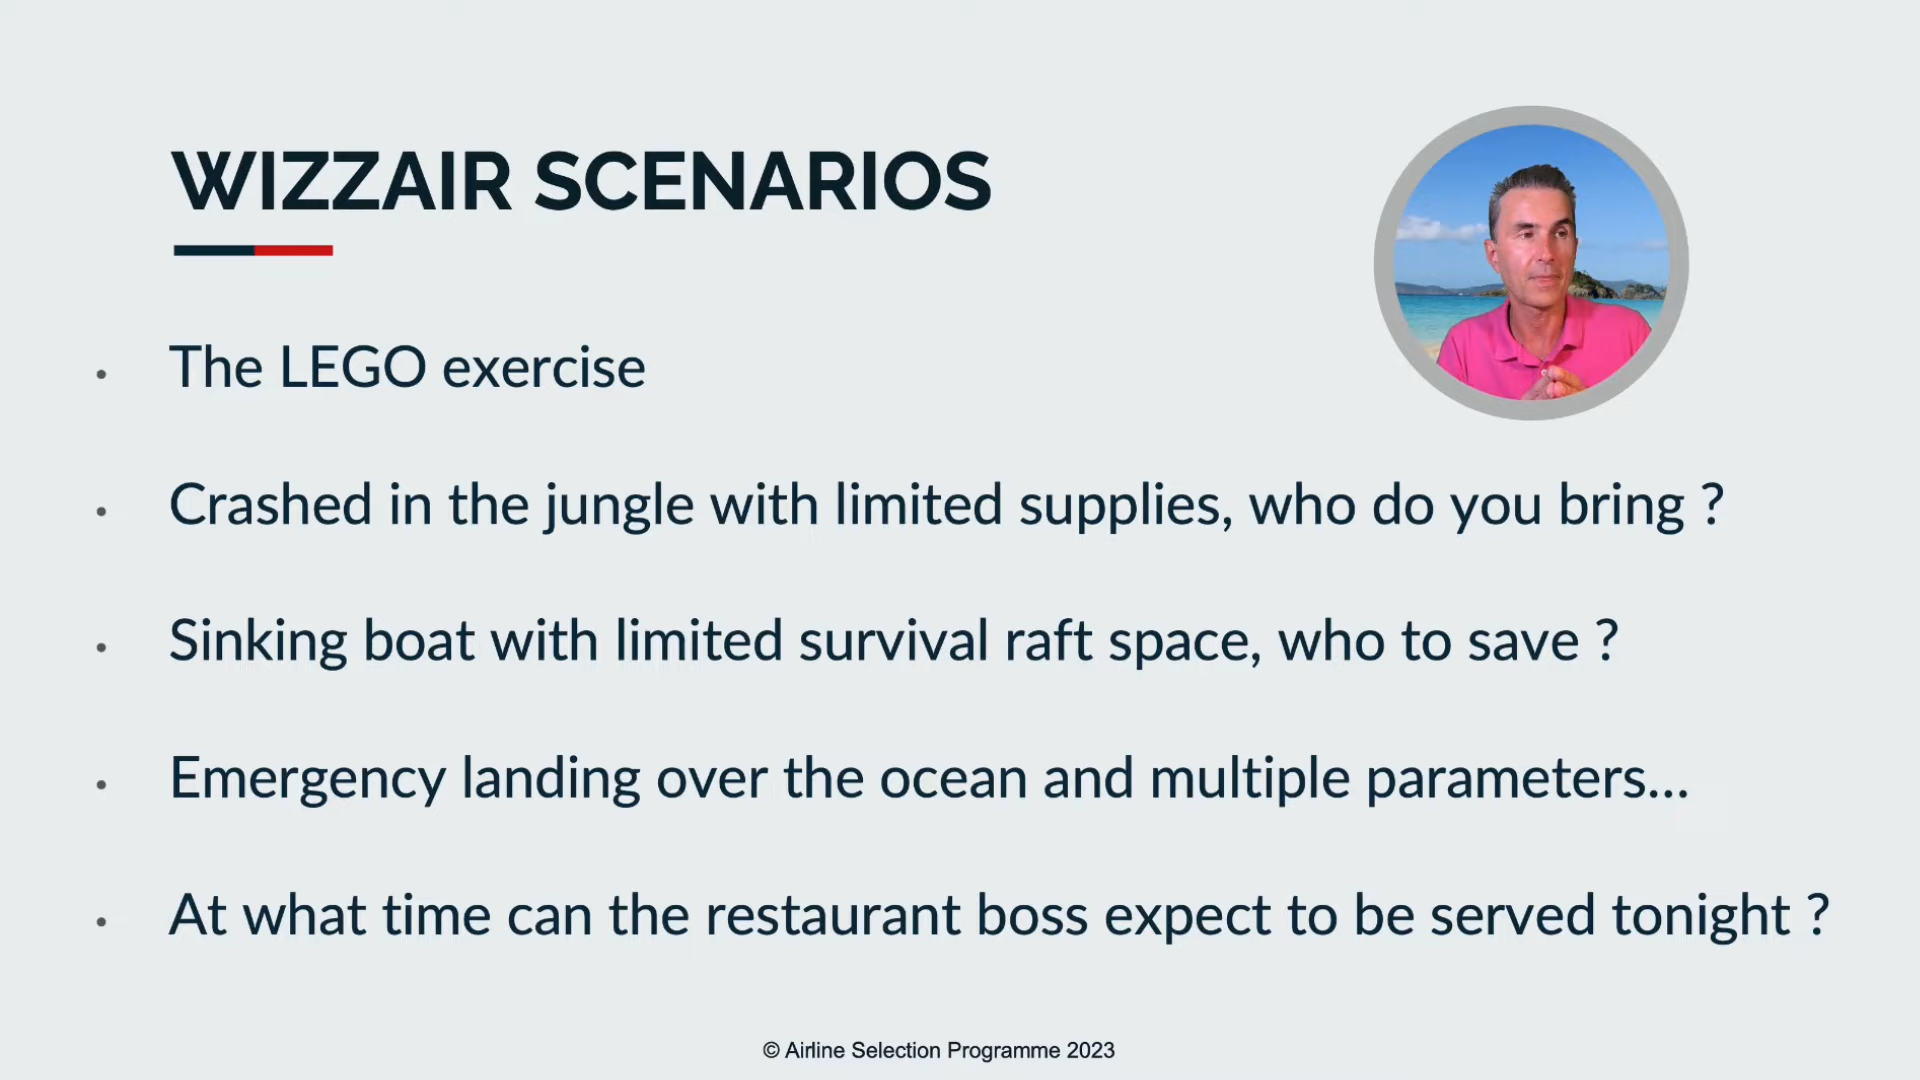 WIZZAIR SCENARIOS
The LEGO exercise
Crashed in the jungle with limited supplies, who do you bring ?
Sinking boat with limited survival raft space, who to save ?
Emergency landing over the ocean and multiple parameters...
At what time can the restaurant boss expect to be served tonight ?
© Airline Selection Programme 2023